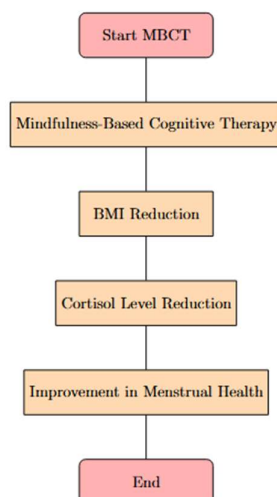 Start MBCT
Mindfulness-Based Cognitive Therapy
BMI Reduction
Cortisol Level Reduction
Improvement in Menstrual Health
End